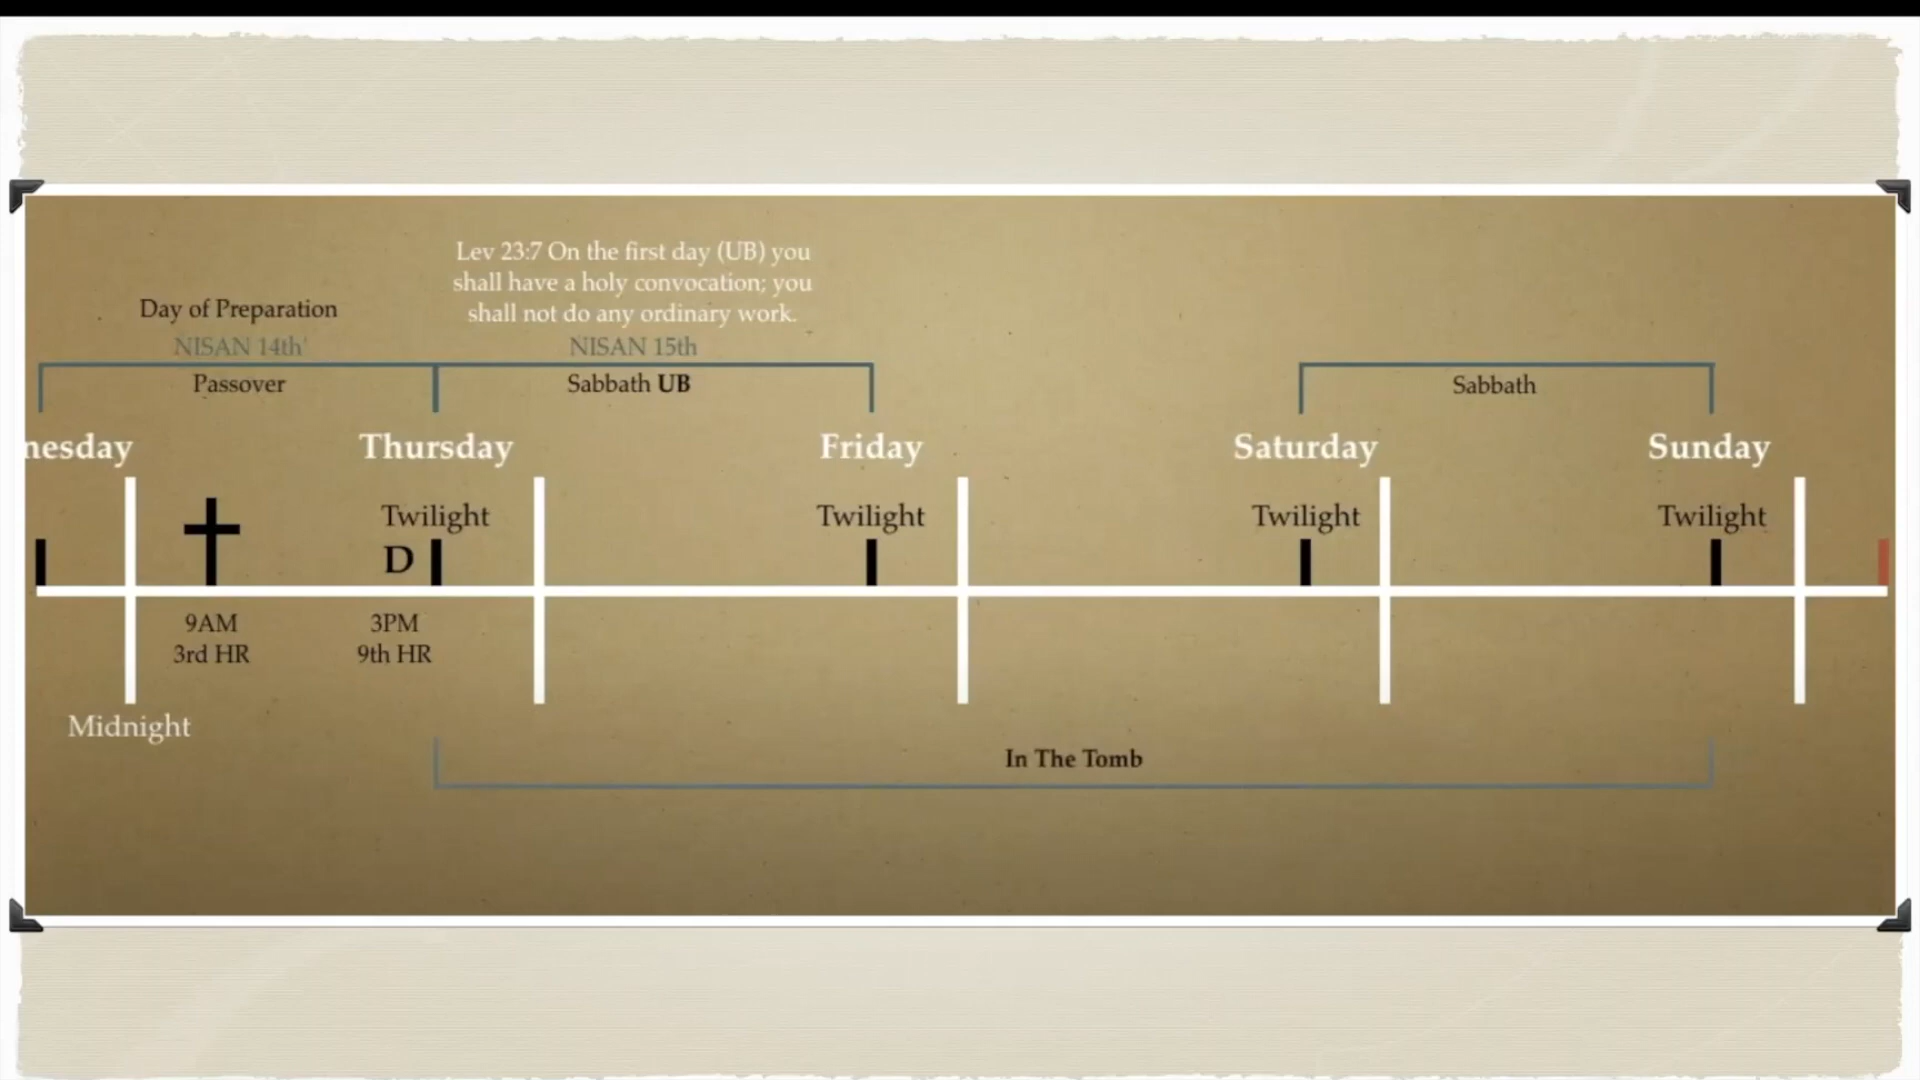 Lev 23:7 On the first day (UB) you
shall have a holy convocation; you
shall not do any ordinary work.
Day of Preparation
NISAN 14th'
NISAN 15th
Passover
Sabbath UB
Sabbath
nesday
Thursday
Friday
Saturday
Sunday
Twilight
Twilight
Twilight
Twilight
D
9AM
3rd HR
3PM
9th HR
Midnight
In The Tomb